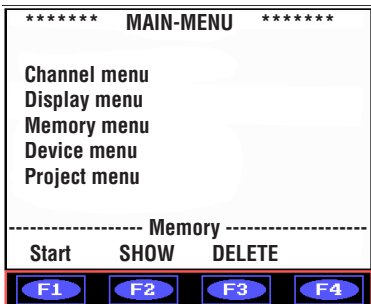 ******* MAIN-MENU *******
Channel menu
Display menu
Memory menu
Device menu
Project menu
------------------ Memory -------------------
Start SHOW DELETE
F1 F2 F3 F4